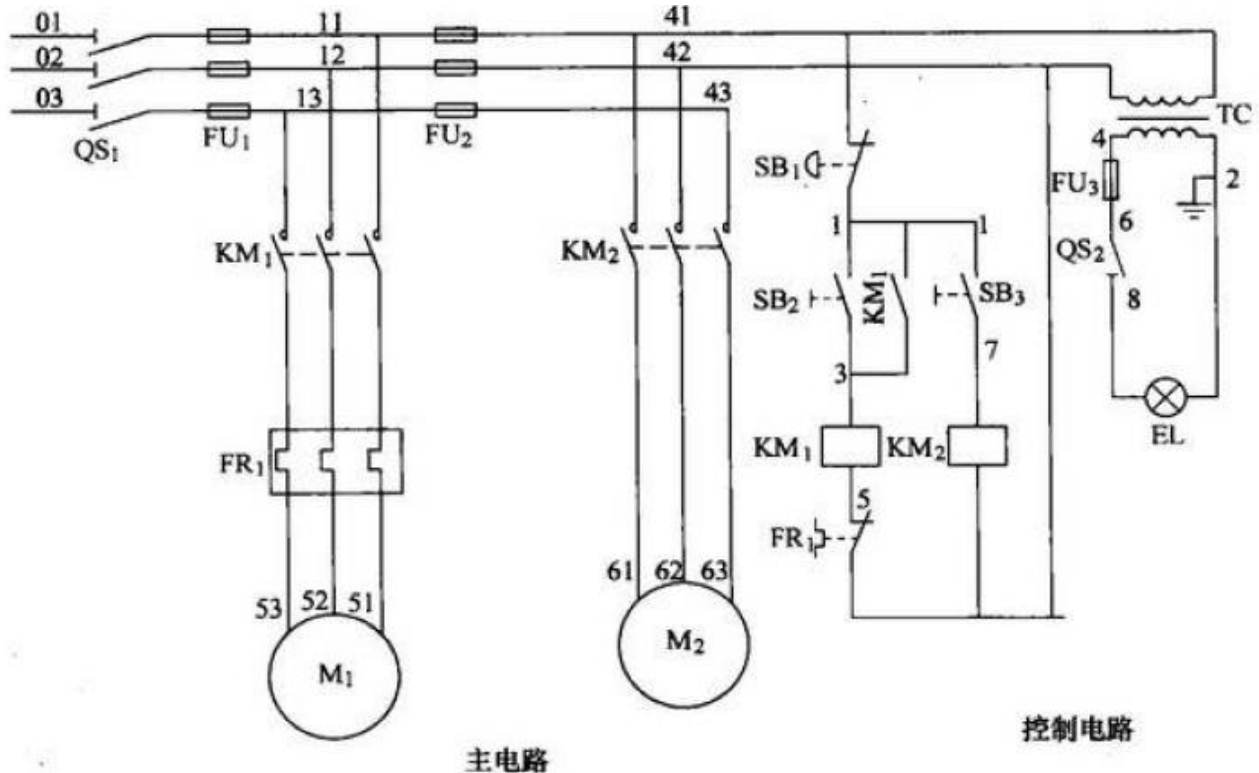 01 11 41
02 12 42
03 13 43
QS₁ FU₁ FU₂
TC
4
SB₁ FU₃ 2
1 1 6
KM₁ KM₂ QS₂
SB₂ KM₁ SB₃ 8
7
3
KM₁ KM₂ EL
FR₁
5
FR₁
61 62 63
53 52 51
M₁ M₂
主电路 控制电路